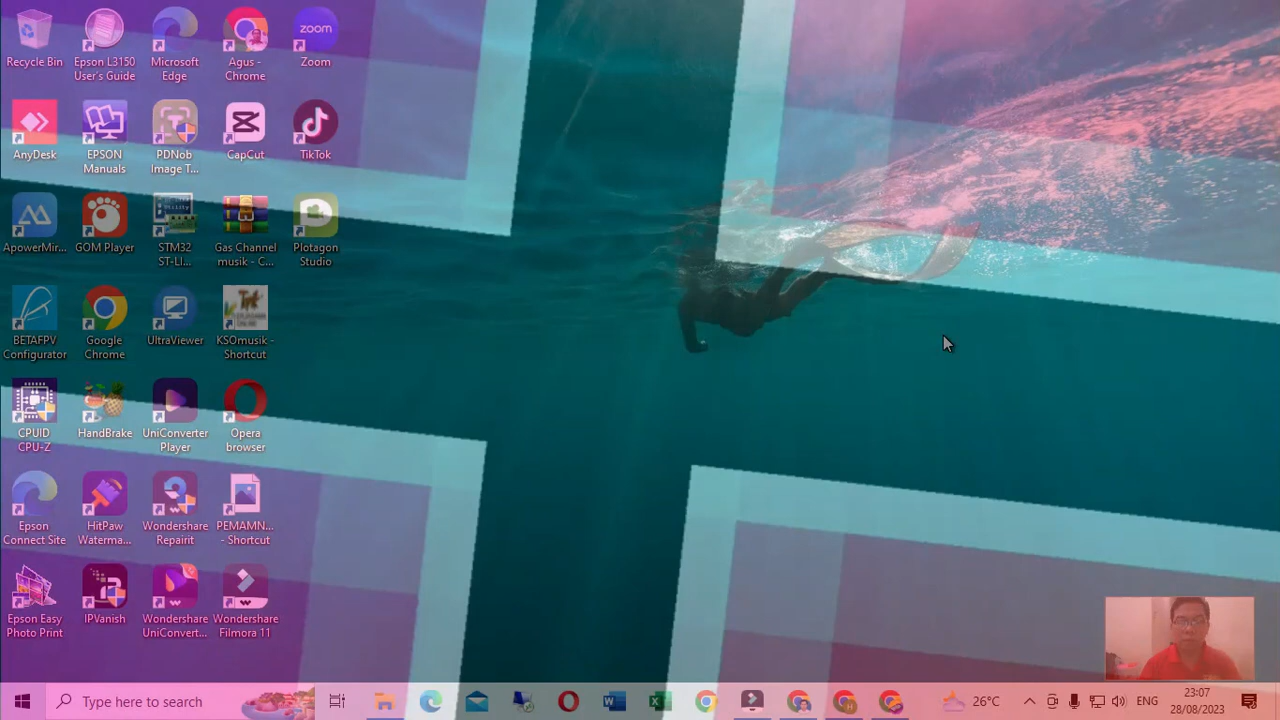 Recycle Bin
Epson L3150
User's Guide
Microsoft
Edge
Agus -
Chrome
zoom
Zoom
AnyDesk
EPSON
Manuals
PDNob
Image T...
CapCut
TikTok
ApowerMir...
GOM Player
STM32
ST-LI...
Gas Channel
musik - C...
Plotagon
Studio
BETAFPV
Configurator
Google
Chrome
UltraViewer
KSOmusik -
Shortcut
CPUID
CPU-Z
HandBrake
UniConverter
Player
Opera
browser
Epson
Connect Site
HitPaw
Waterma...
Wondershare
Repairit
PEMAMN...
- Shortcut
Epson Easy
Photo Print
IPVanish
Wondershare
UniConvert...
Wondershare
Filmora 11
Type here to search
26°C
ENG
23:07
28/08/2023